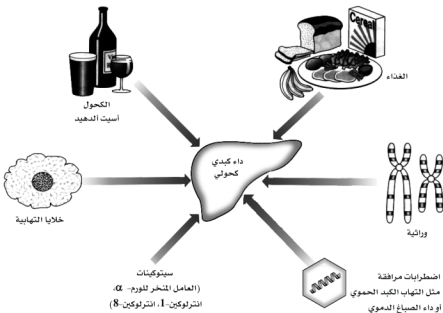 Cereal
الغذاء
الكحول
أسيت ألدهيد
داء كبدي
كحولي
وراثية
خلايا التهابية
اضطرابات مرافقة
مثل التهاب الكبد الحموي
أو داء الصباغ الدموي
سيتوكينات
(العامل المنخر للورم- α،
انترلوكين-1، انترلوكين-8)